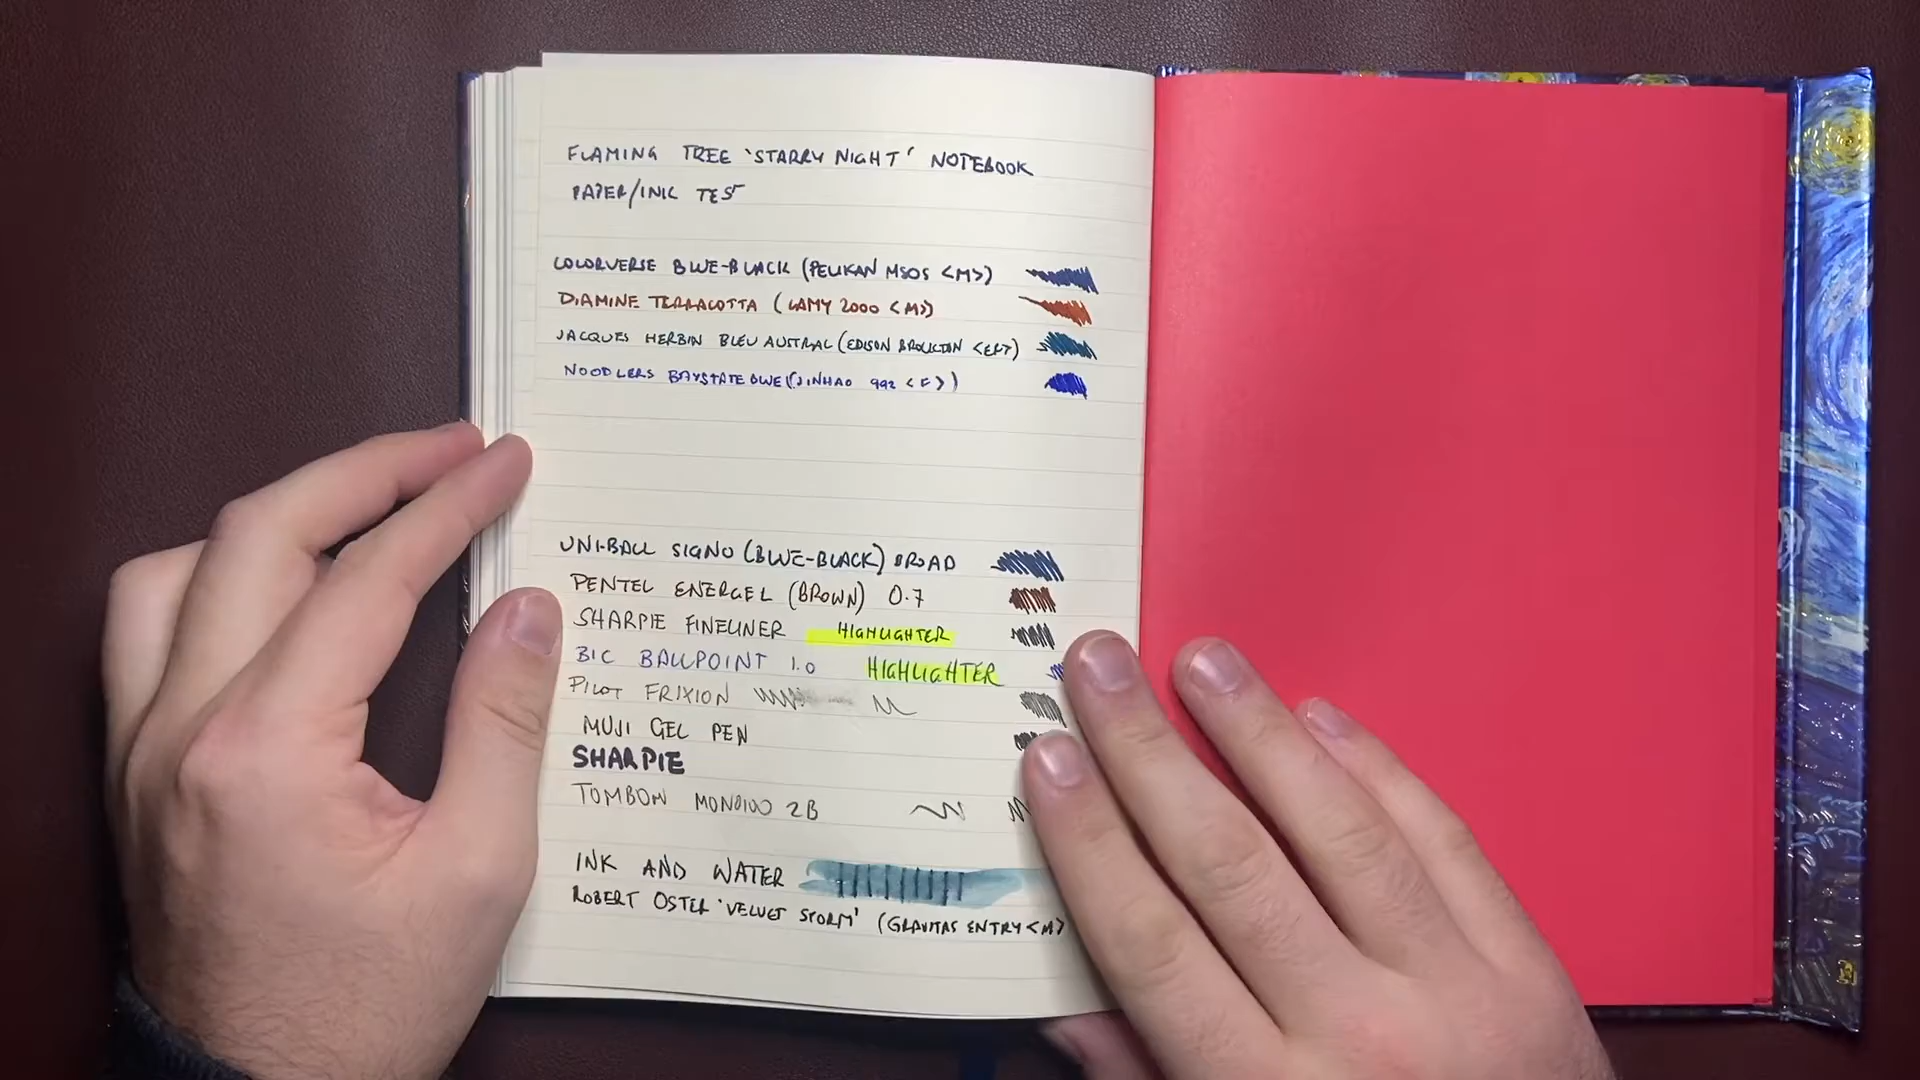 FLAMING TREE 'STARRY NIGHT' NOTEBOOK
PAPER/INK TEST
COLORVERSE BLUE-BLACK (PELIKAN M505 <M>)
DIAMINE TERRACOTTA (LAMY 2000 <M>)
JACQUES HERBIN BLEU AUSTRAL (EDISON BROCKTON <EF>)
NOODLERS BAYSTATE BLUE (JINHAO 992 <F>)
UNI-BALL SIGNO (BLUE-BLACK) BROAD
PENTEL ENERGEL (BROWN) 0.7
SHARPIE FINELINER HIGHLIGHTER
BIC BALLPOINT 1.0 HIGHLIGHTER
PILOT FRIXION
MUJI GEL PEN
SHARPIE
TOMBOW MONO100 2B
INK AND WATER
ROBERT OSTER 'VELVET STORM' (GRAVITAS ENTRY <M>